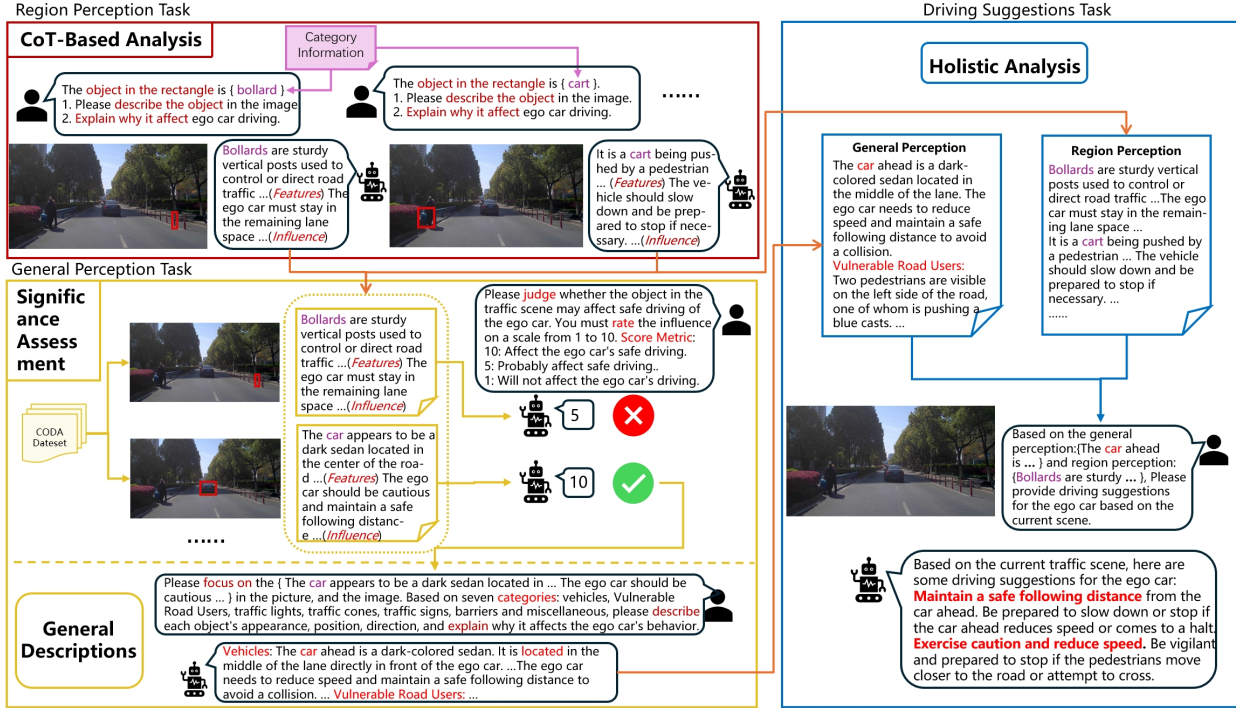 Region Perception Task
CoT-Based Analysis
Category
Information
The object in the rectangle is { bollard }
1. Please describe the object in the image
2. Explain why it affect ego car driving.
The object in the rectangle is { cart }.
1. Please describe the object in the image.
2. Explain why it affect ego car driving.
......
Bollards are sturdy
vertical posts used to
control or direct road
traffic ...(Features) The
ego car must stay in
the remaining lane
space ...(Influence)
It is a cart being pus-
hed by a pedestrian
... (Features) The ve-
hicle should slow
down and be prep-
ared to stop if nece-
ssary. ...(Influence)
General Perception Task
Signific
ance
Assess
ment
CODA
Dateset
......
Bollards are sturdy
vertical posts used to
control or direct road
traffic ...(Features) The
ego car must stay in
the remaining lane
space ...(Influence)
The car appears to be a
dark sedan located in
the center of the roa-
d ...(Features) The ego
car should be cautious
and maintain a safe
following distanc-
e ...(Influence)
Please judge whether the object in the
traffic scene may affect safe driving of
the ego car. You must rate the influence
on a scale from 1 to 10. Score Metric:
10: Affect the ego car's safe driving.
5: Probably affect safe driving..
1: Will not affect the ego car's driving.
5
10
General
Descriptions
Please focus on the { The car appears to be a dark sedan located in ... The ego car should be
cautious ... } in the picture, and the image. Based on seven categories: vehicles, Vulnerable
Road Users, traffic lights, traffic cones, traffic signs, barriers and miscellaneous, please describe
each object's appearance, position, direction, and explain why it affects the ego car's behavior.
Vehicles: The car ahead is a dark-colored sedan. It is located in the
middle of the lane directly in front of the ego car. ...The ego car
needs to reduce speed and maintain a safe following distance to
avoid a collision. ... Vulnerable Road Users: ...
Driving Suggestions Task
Holistic Analysis
General Perception
The car ahead is a dark-
colored sedan located in
the middle of the lane. The
ego car needs to reduce
speed and maintain a safe
following distance to avoid
a collision.
Vulnerable Road Users:
Two pedestrians are visible
on the left side of the road,
one of whom is pushing a
blue casts. ...
Region Perception
Bollards are sturdy vertical
posts used to control or
direct road traffic ...The ego
car must stay in the remain-
ing lane space ...
It is a cart being pushed by
a pedestrian ... The vehicle
should slow down and be
prepared to stop if
necessary. ...
......
Based on the general
perception:{The car ahead
is ... } and region perception:
{Bollards are sturdy ... }, Please
provide driving suggestions
for the ego car based on the
current scene.
Based on the current traffic scene, here are
some driving suggestions for the ego car:
Maintain a safe following distance from the
car ahead. Be prepared to slow down or stop if
the car ahead reduces speed or comes to a halt.
Exercise caution and reduce speed. Be vigilant
and prepared to stop if the pedestrians move
closer to the road or attempt to cross.